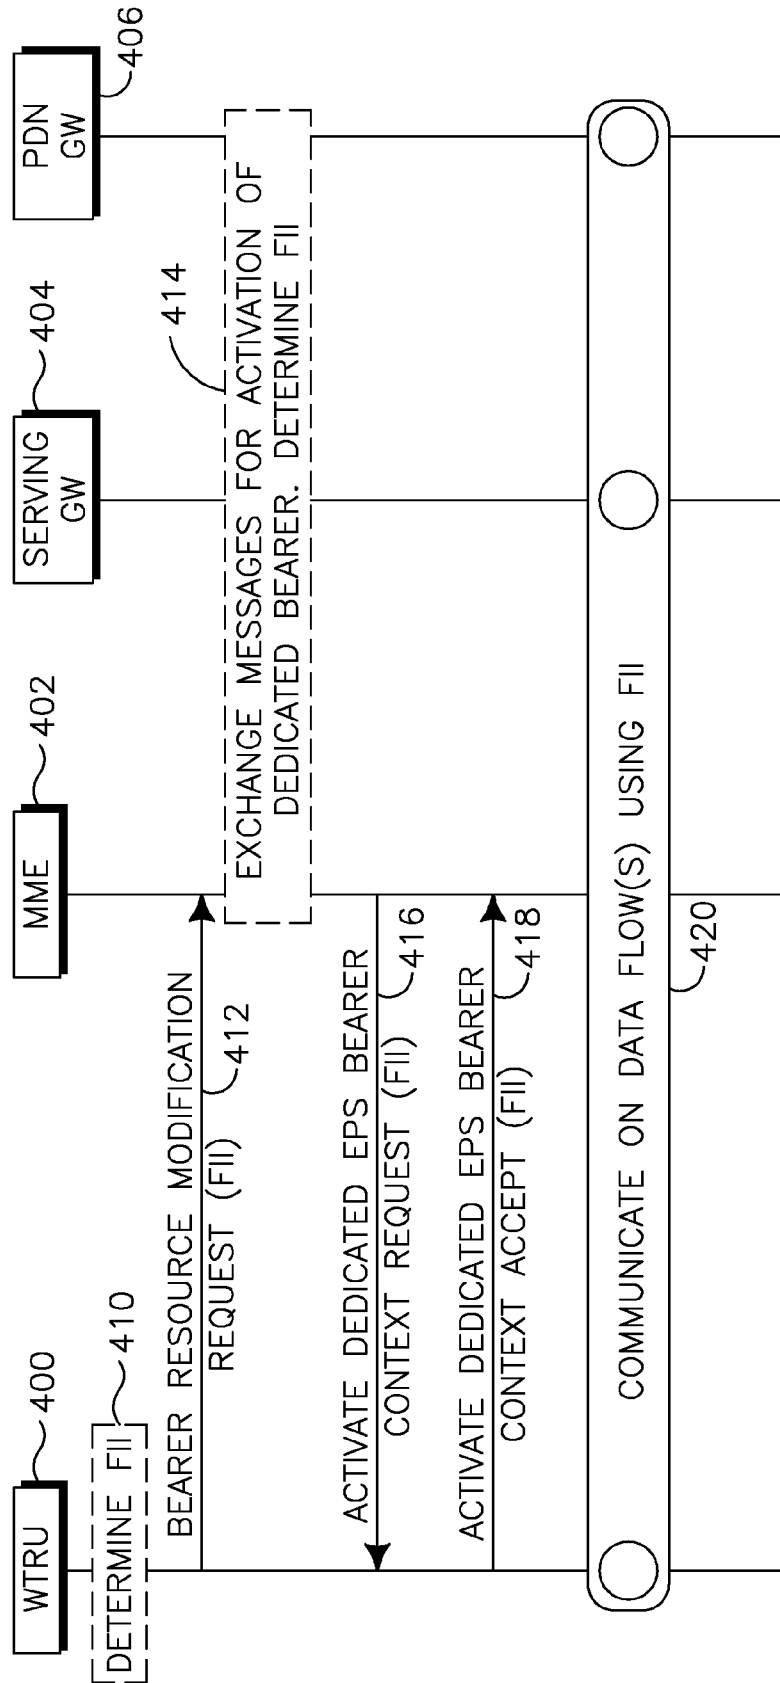 WTRU
400
MME
402
SERVING
GW
404
PDN
GW
406
DETERMINE FII
410
BEARER RESOURCE MODIFICATION
REQUEST (FII)
412
414
EXCHANGE MESSAGES FOR ACTIVATION OF
DEDICATED BEARER. DETERMINE FII
ACTIVATE DEDICATED EPS BEARER
CONTEXT REQUEST (FII)
416
ACTIVATE DEDICATED EPS BEARER
CONTEXT ACCEPT (FII)
418
COMMUNICATE ON DATA FLOW(S) USING FII
420